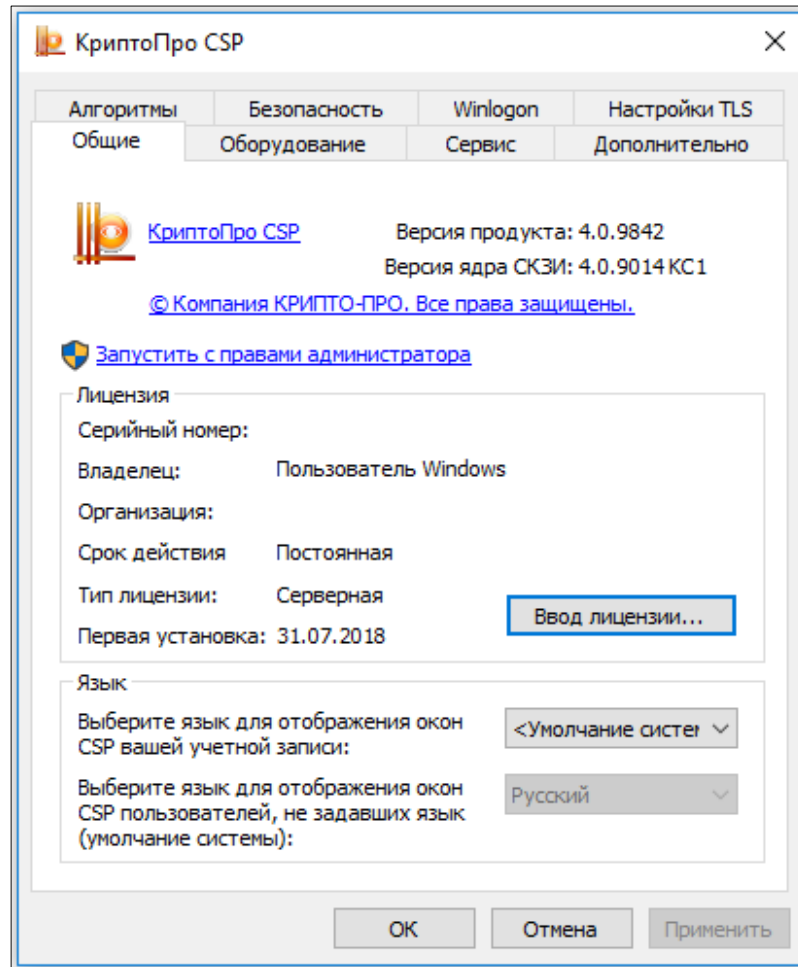 КриптоПро CSP
Алгоритмы Безопасность Winlogon Настройки TLS
Общие Оборудование Сервис Дополнительно
КриптоПро CSP Версия продукта: 4.0.9842
Версия ядра СКЗИ: 4.0.9014 KC1
© Компания КРИПТО-ПРО. Все права защищены.
Запустить с правами администратора
Лицензия
Серийный номер:
Владелец: Пользователь Windows
Организация:
Срок действия Постоянная
Тип лицензии: Серверная
Ввод лицензии...
Первая установка: 31.07.2018
Язык
Выберите язык для отображения окон
CSP вашей учетной записи:
<Умолчание систег
Выберите язык для отображения окон
CSP пользователей, не задавших язык
(умолчание системы):
Русский
ОК Отмена Применить